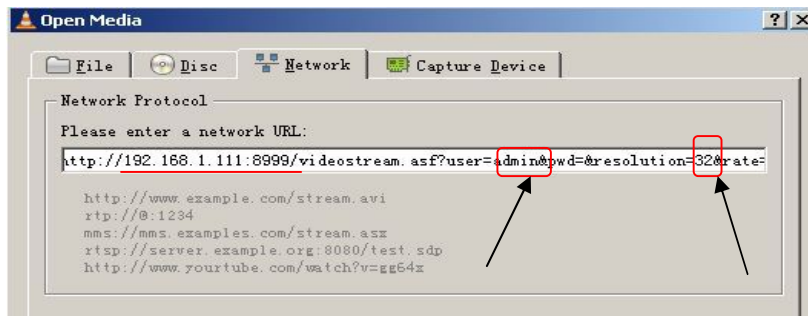 Open Media
File Disc Network Capture Device
Network Protocol
Please enter a network URL:
http://192.168.1.111:8999/videostream.asf?user=admin&pwd=&resolution=32&rate=
http://www.example.com/stream.avi
rtp://@:1234
mms://mms.examples.com/stream.asx
rtsp://server.example.org:8080/test.sdp
http://www.yourtube.com/watch?v=gg64x